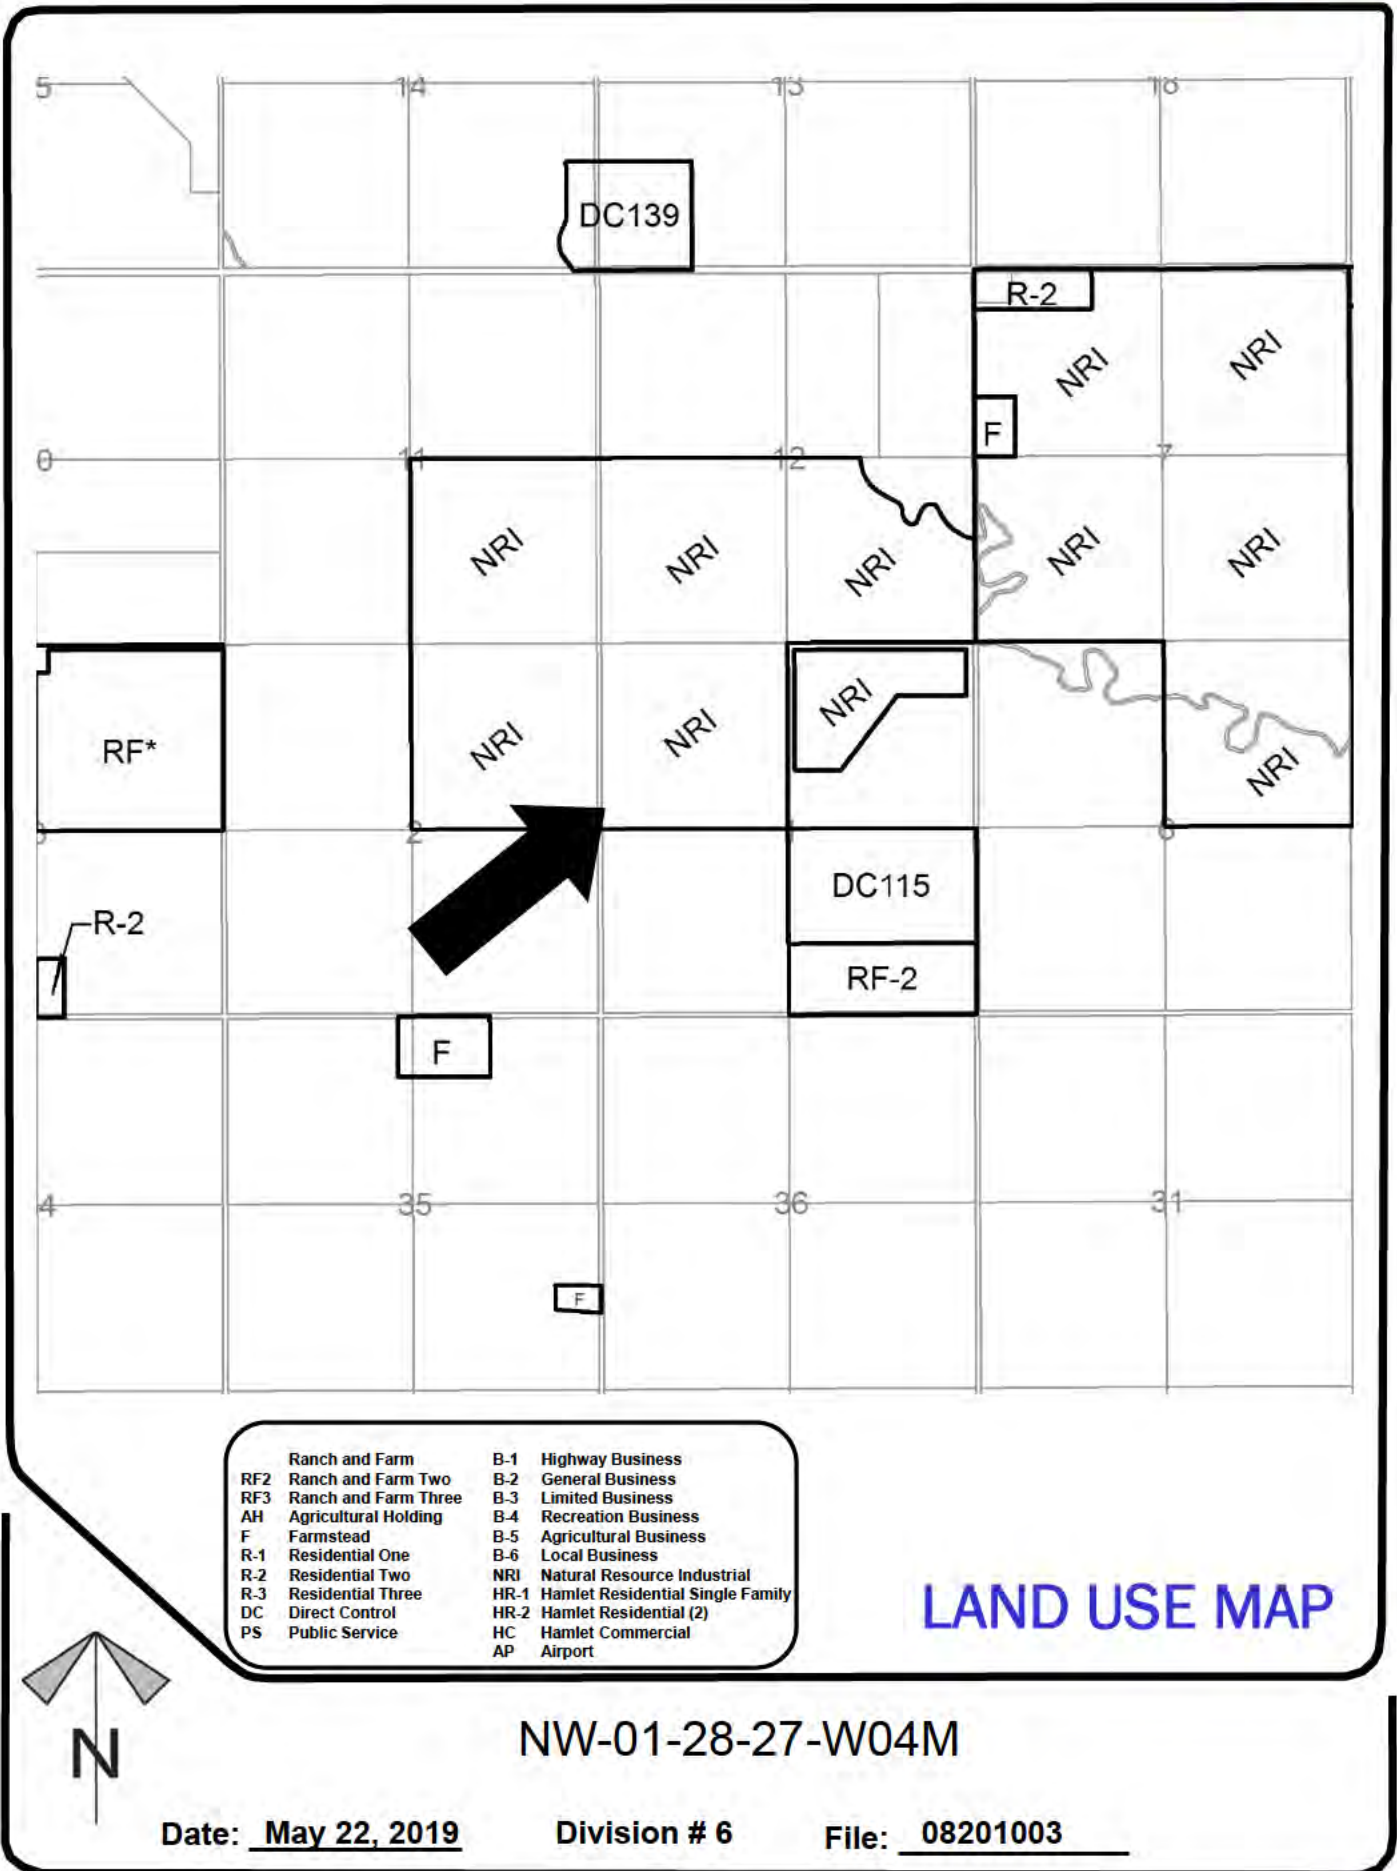 5 14 13 18
DC139
R-2
NRI NRI
F
0 11 12 7
NRI NRI NRI NRI NRI
NRI NRI NRI
RF*
NRI
3 2 1 6
DC115
R-2
RF-2
F
4 35 36 31
F
Ranch and Farm
RF2 Ranch and Farm Two
RF3 Ranch and Farm Three
AH Agricultural Holding
F Farmstead
R-1 Residential One
R-2 Residential Two
R-3 Residential Three
DC Direct Control
PS Public Service
B-1 Highway Business
B-2 General Business
B-3 Limited Business
B-4 Recreation Business
B-5 Agricultural Business
B-6 Local Business
NRI Natural Resource Industrial
HR-1 Hamlet Residential Single Family
HR-2 Hamlet Residential (2)
HC Hamlet Commercial
AP Airport
LAND USE MAP
N
NW-01-28-27-W04M
Date: May 22, 2019 Division # 6 File: 08201003